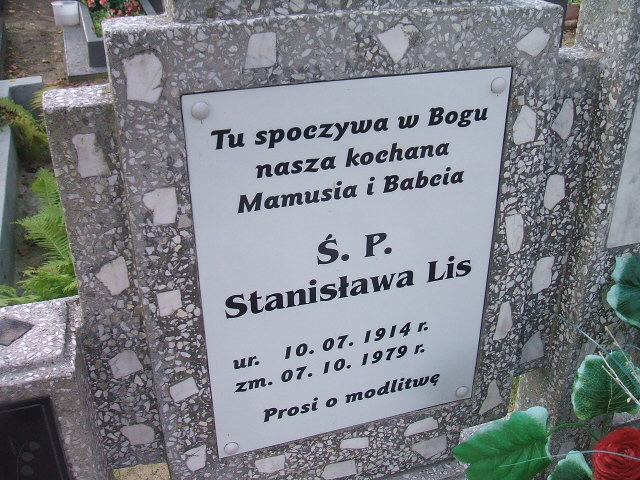 Tu spoczywa w Bogu
nasza kochana
Mamusia i Babcia
Ś. P.
Stanisława Lis
ur. 10. 07. 1914 r.
zm. 07. 10. 1979 r.
Prosi o modlitwę